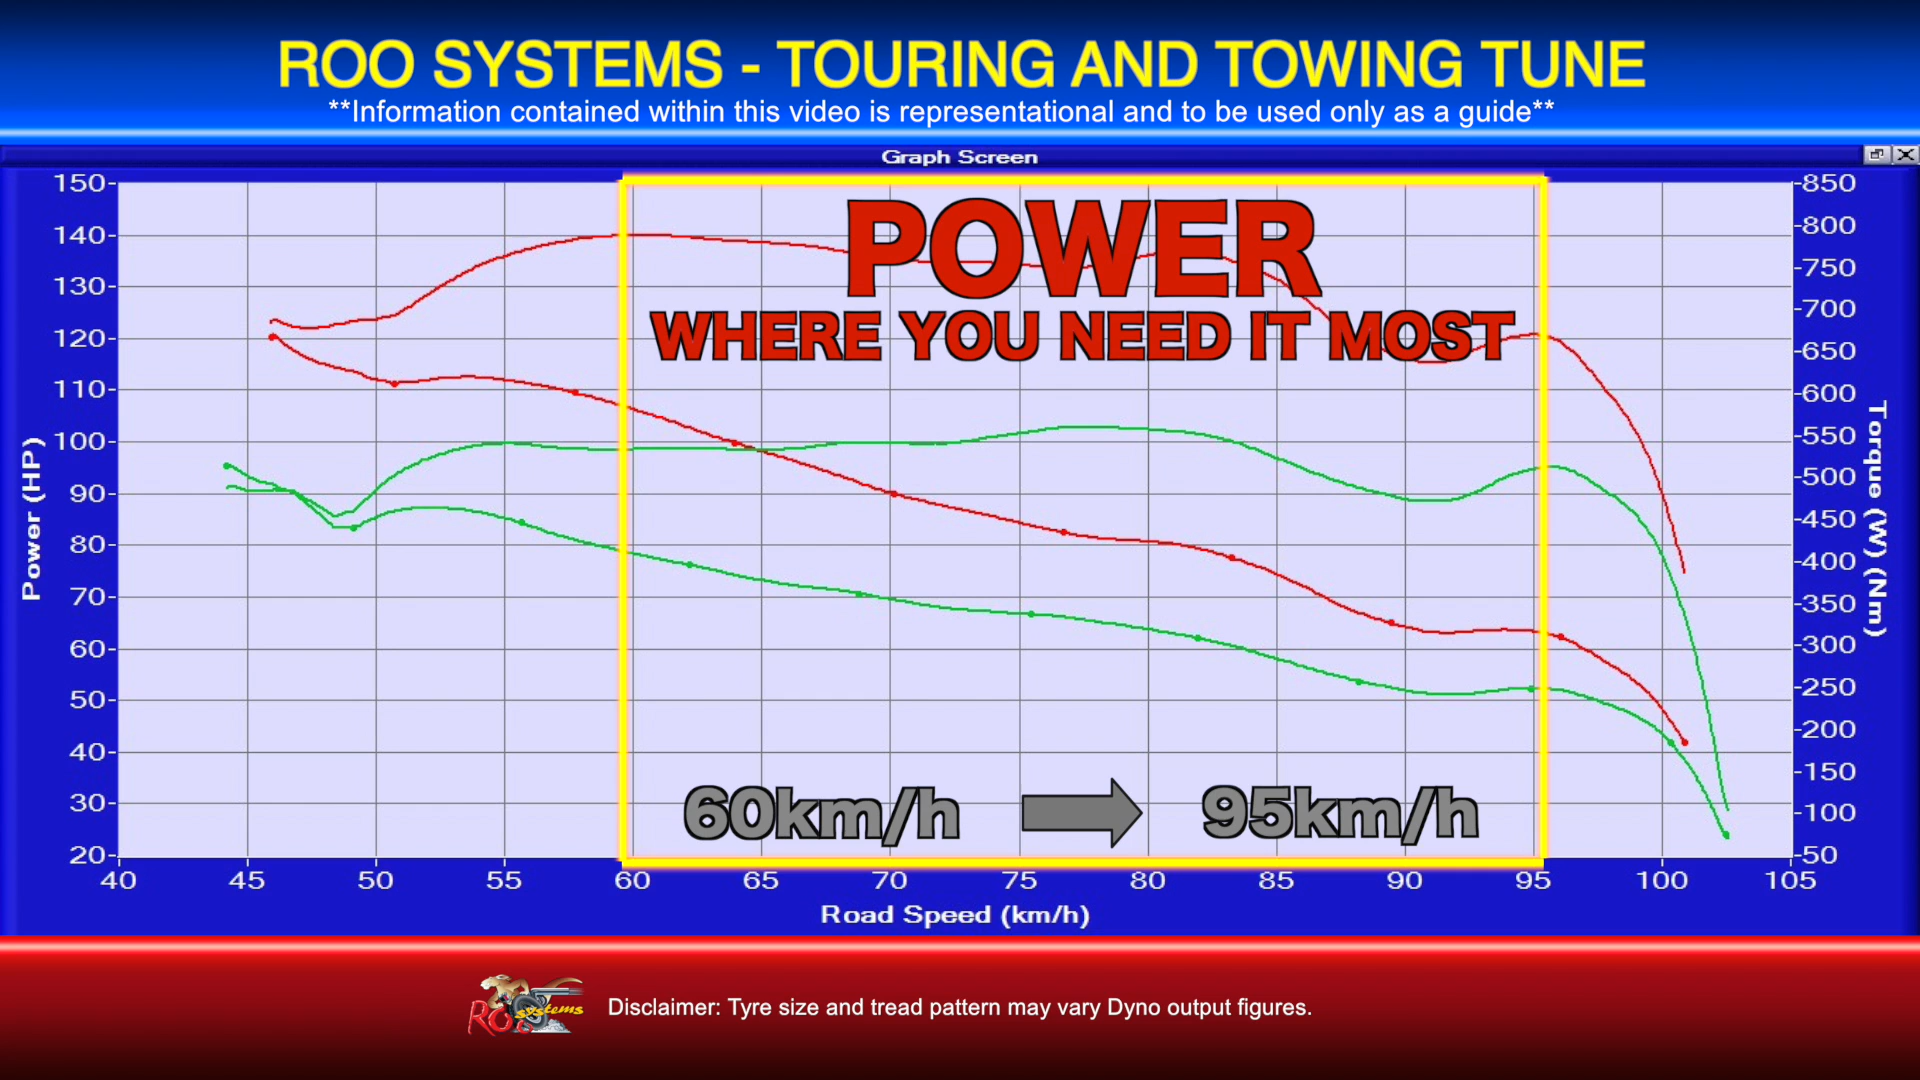 ROO SYSTEMS - TOURING AND TOWING TUNE
**Information contained within this video is representational and to be used only as a guide**
Graph Screen
POWER
WHERE YOU NEED IT MOST
60km/h 95km/h
Power (HP)
150
140
130
120
110
100
90
80
70
60
50
40
30
20
Torque (W) (Nm)
850
800
750
700
650
600
550
500
450
400
350
300
250
200
150
100
50
40 45 50 55 60 65 70 75 80 85 90 95 100 105
Road Speed (km/h)
ROO systems
Disclaimer: Tyre size and tread pattern may vary Dyno output figures.